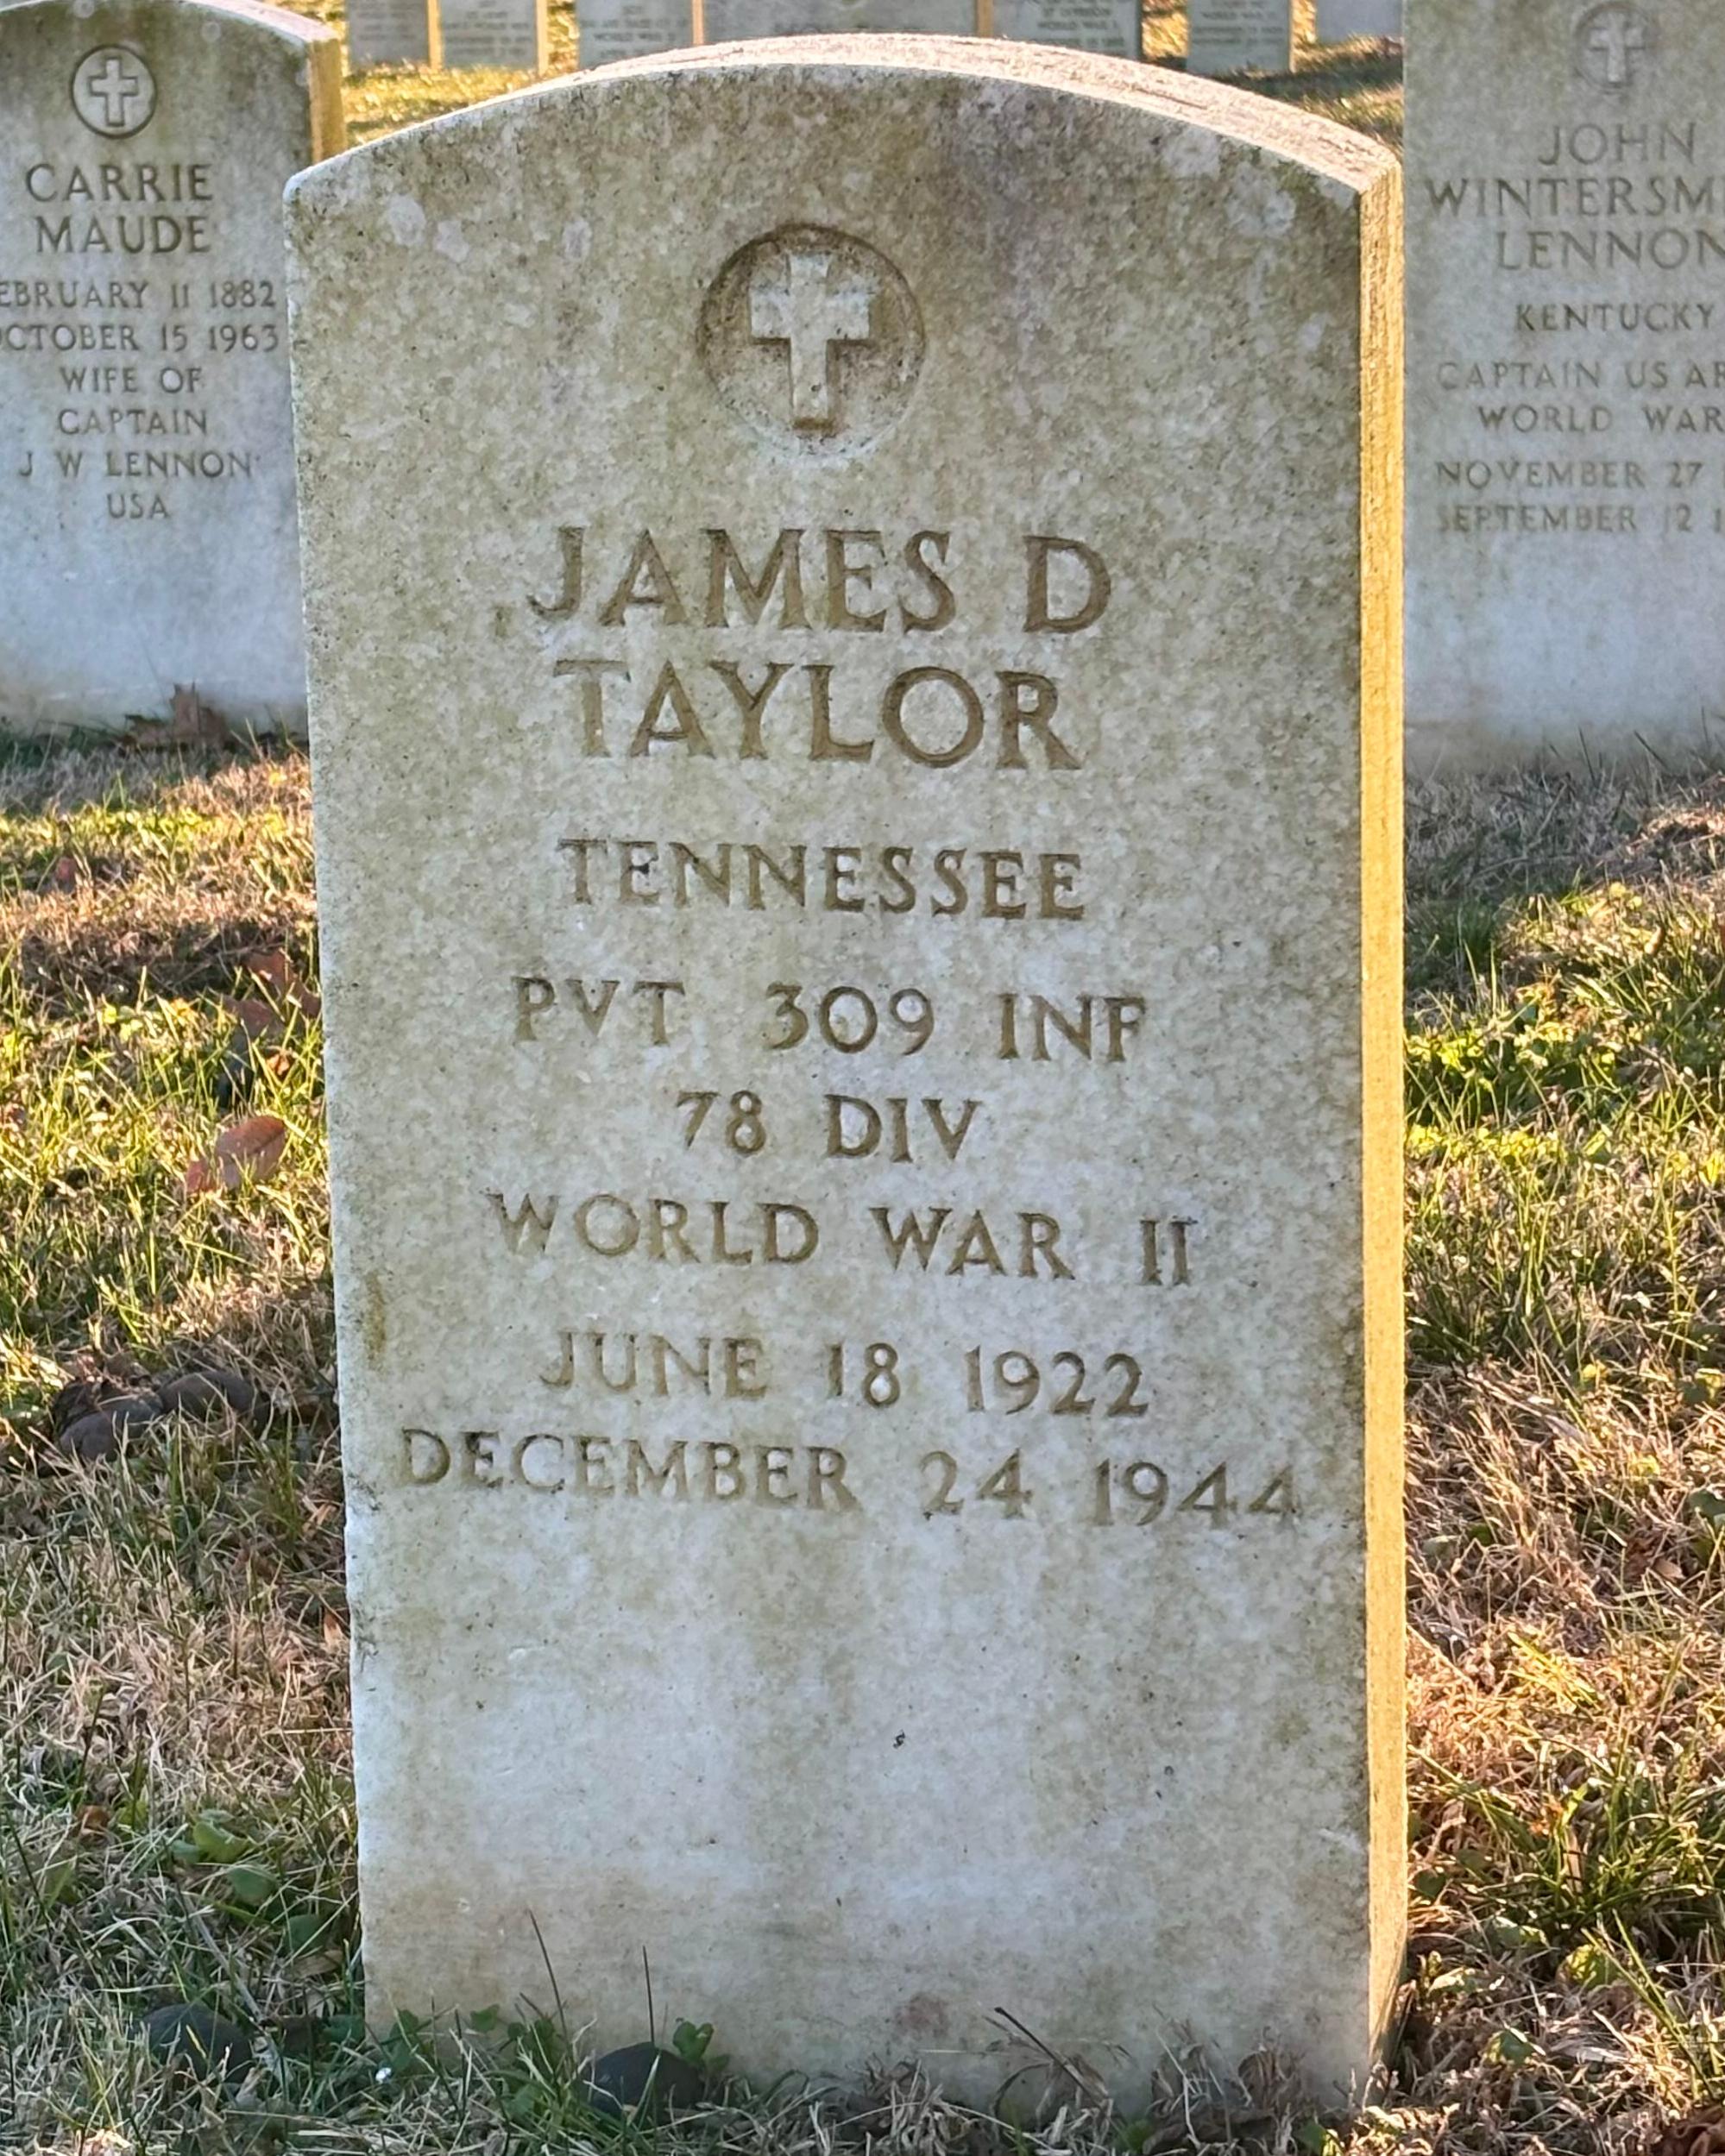 CARRIE
MAUDE
EBRUARY 11 1882
OCTOBER 15 1963
WIFE OF
CAPTAIN
J W LENNON
USA
JAMES D
TAYLOR
TENNESSEE
PVT 309 INF
78 DIV
WORLD WAR II
JUNE 18 1922
DECEMBER 24 1944
JOHN
WINTERSM
LENNON
KENTUCKY
CAPTAIN US AR
WORLD WAR
NOVEMBER 27
SEPTEMBER 12 1